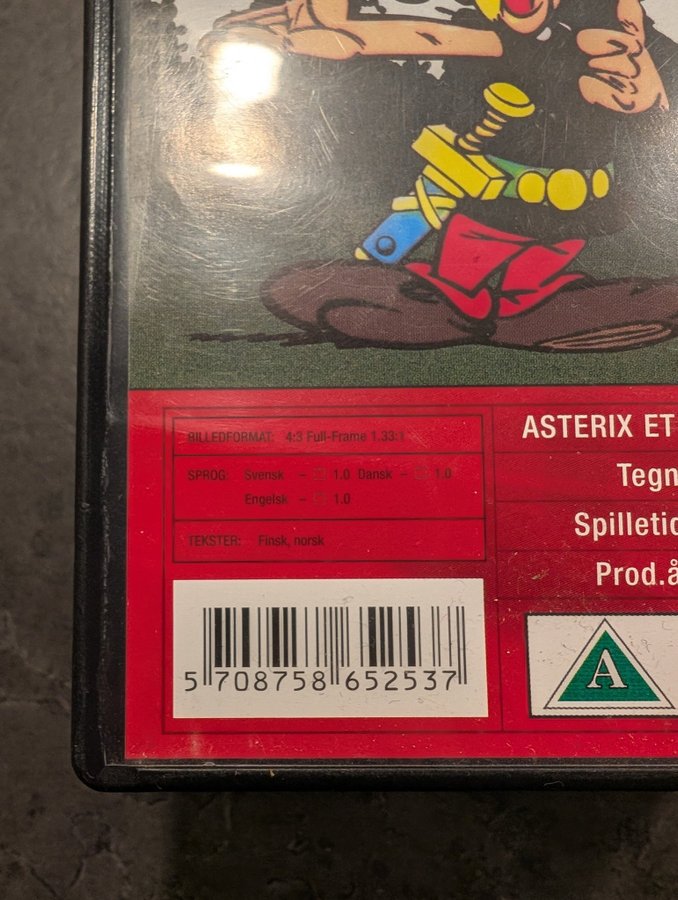 BILLEDFORMAT: 4:3 Full-Frame 1.33:1
SPROG: Svensk – 1.0 Dansk – 1.0
Engelsk – 1.0
TEKSTER: Finsk, norsk
ASTERIX ET
Tegn
Spilletid
Prod.å
5 708758 652537
A